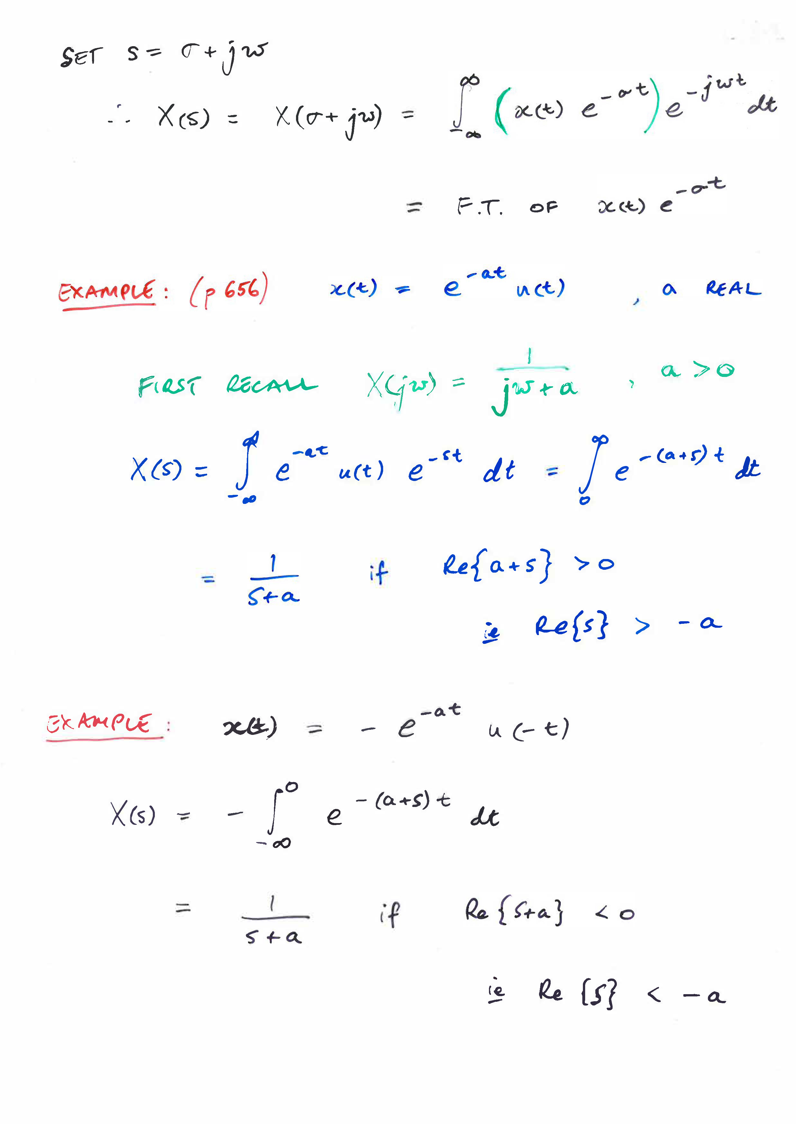 SET s = σ + jω
∴ X(s) = X(σ + jω) = ∫_{-∞}^{∞} (x(t) e^{-σt}) e^{-jωt} dt
= F.T. OF x(t) e^{-σt}
EXAMPLE: (p 656) x(t) = e^{-at} u(t) , a REAL
FIRST RECALL X(jω) = 1/(jω + a) , a > 0
X(s) = ∫_{-∞}^{∞} e^{-at} u(t) e^{-st} dt = ∫_{0}^{∞} e^{-(a+s)t} dt
= 1/(s+a) if Re{a+s} > 0
ie Re{s} > -a
EXAMPLE: x(t) = - e^{-at} u(-t)
X(s) = - ∫_{-∞}^{0} e^{-(a+s)t} dt
= 1/(s+a) if Re{s+a} < 0
ie Re{s} < -a